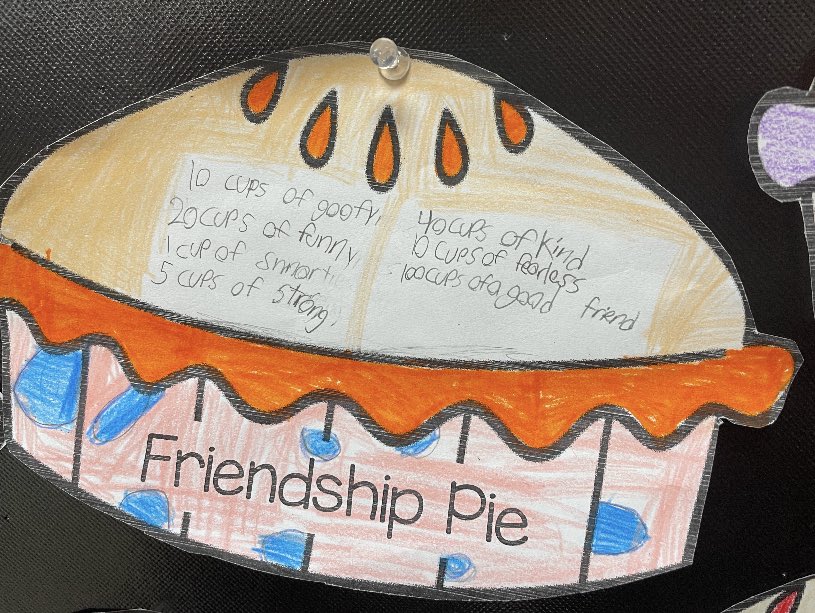 10 cups of goofy,
20 cups of funny,
1 cup of smart
5 cups of strong,
40 cups of kind
10 cups of fearless
100 cups of a good friend
Friendship Pie